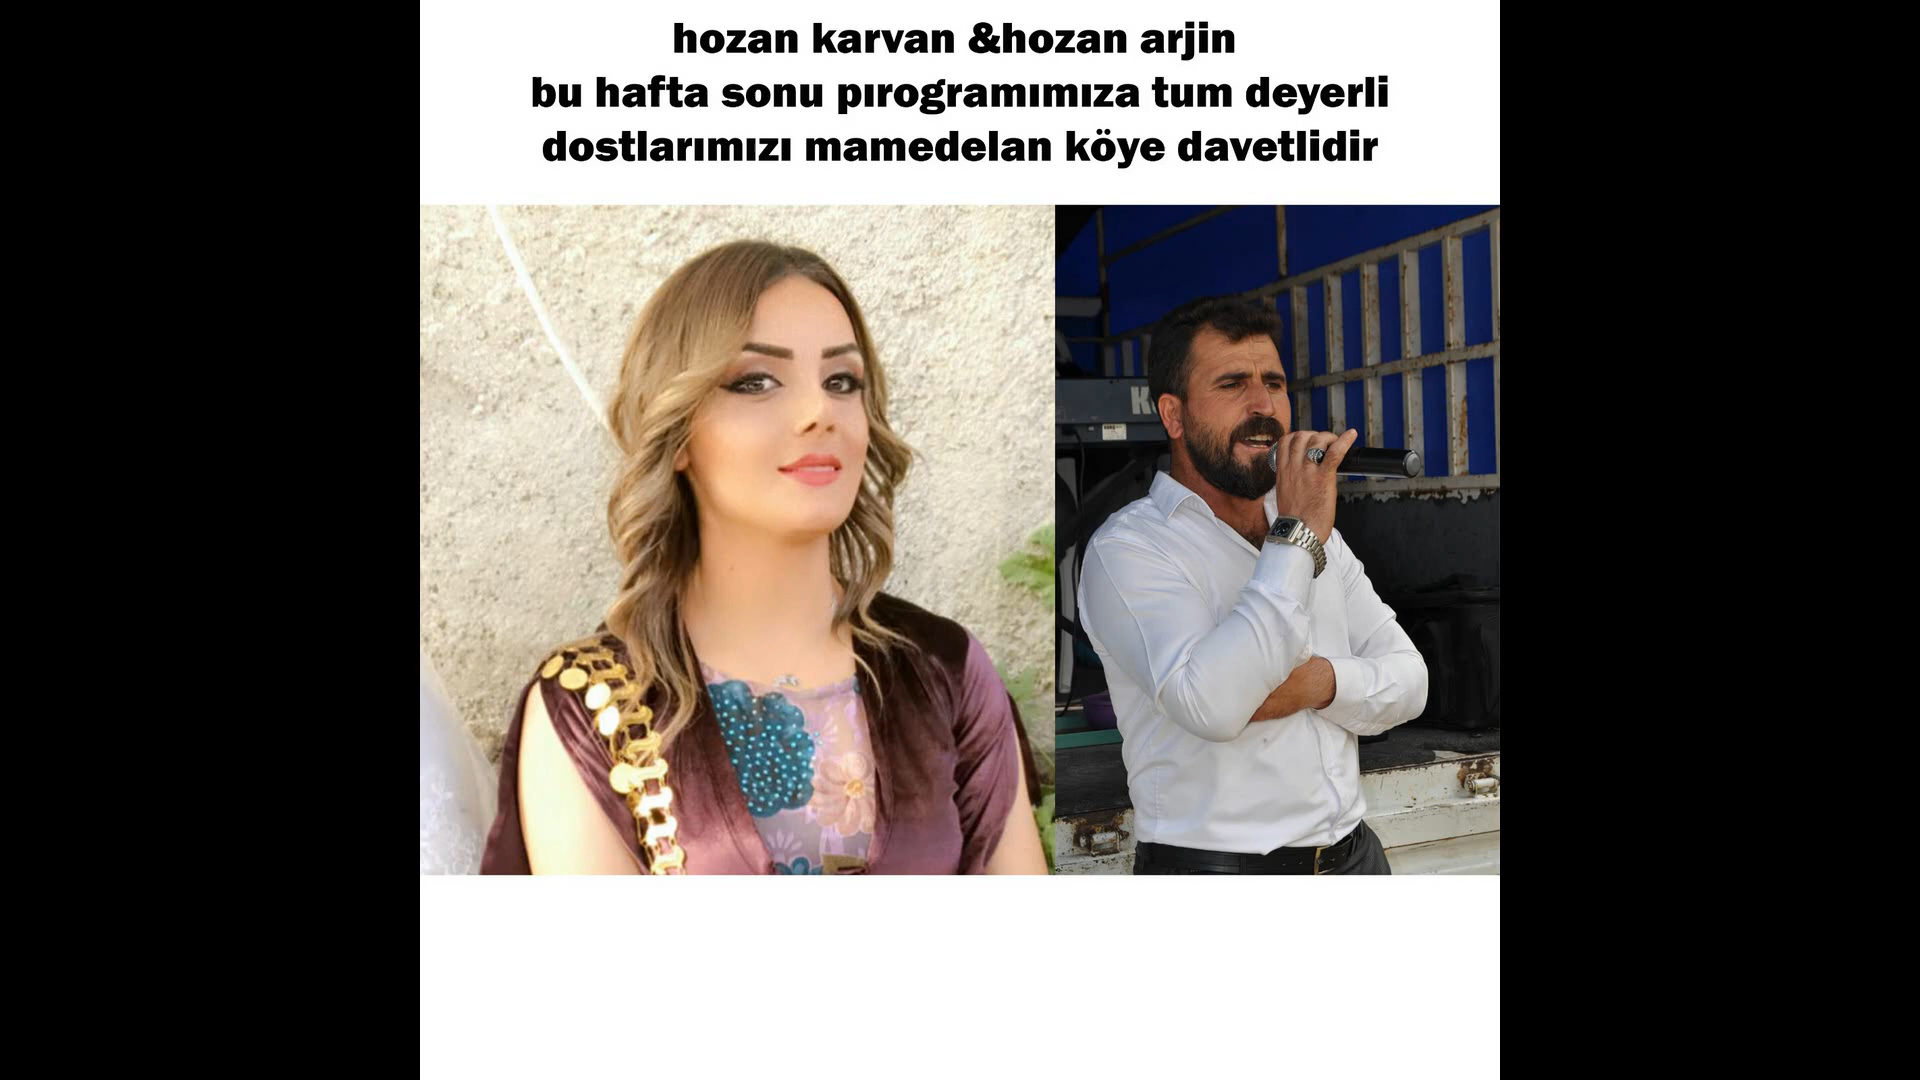 hozan karvan &hozan arjin
bu hafta sonu pırogramımıza tum deyerli
dostlarımızı mamedelan köye davetlidir